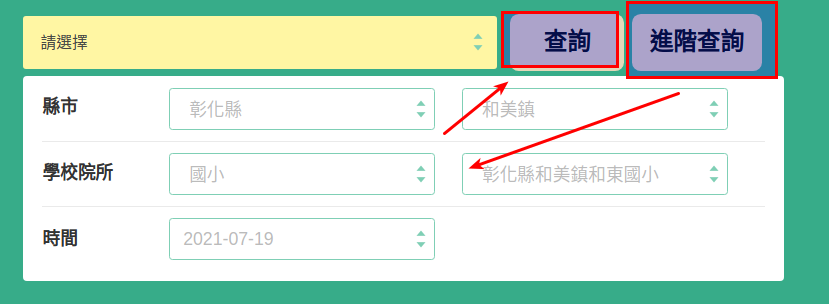 請選擇 查詢 進階查詢
縣市 彰化縣 和美鎮
學校院所 國小 彰化縣和美鎮和東國小
時間 2021-07-19